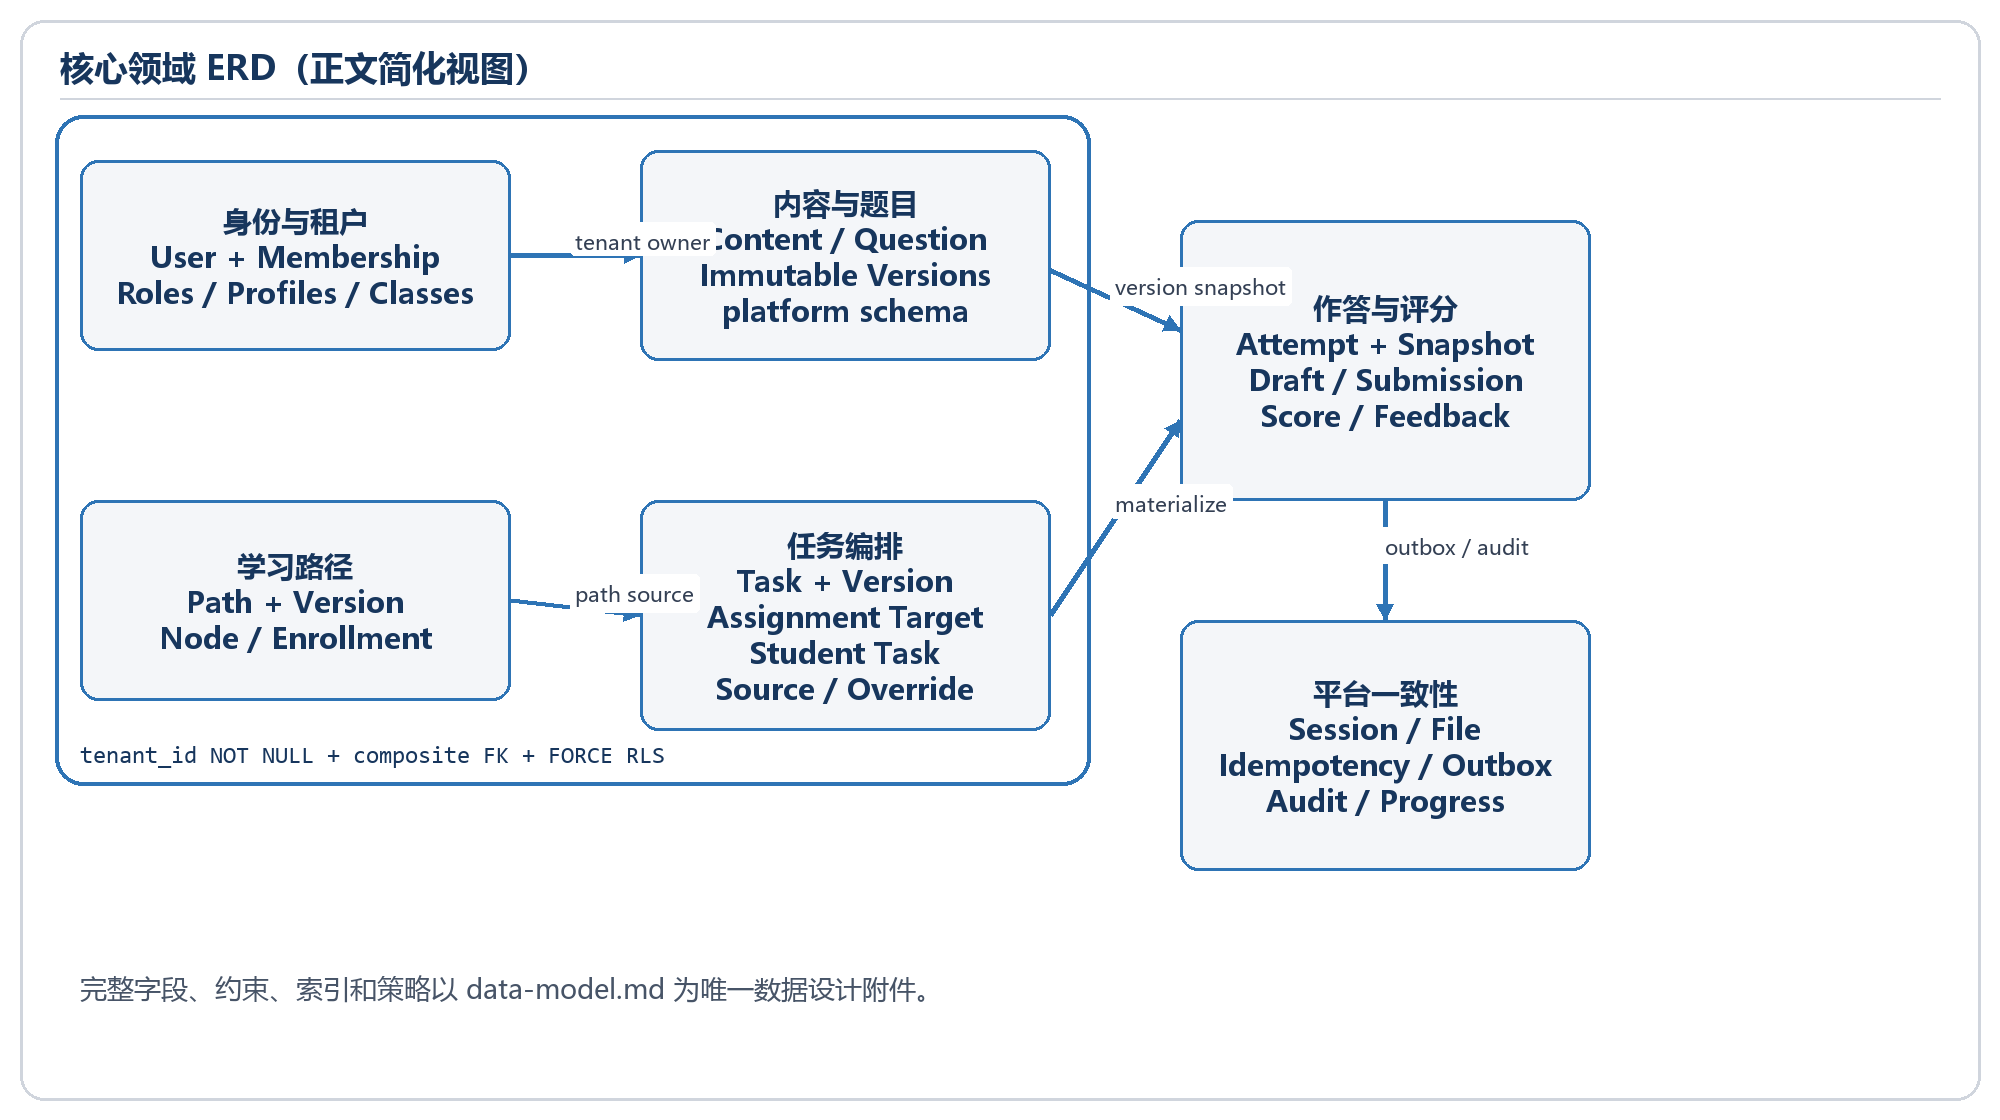 核心领域 ERD（正文简化视图）
身份与租户
User + Membership
Roles / Profiles / Classes
tenant owner
内容与题目
Content / Question
Immutable Versions
platform schema
version snapshot
作答与评分
Attempt + Snapshot
Draft / Submission
Score / Feedback
学习路径
Path + Version
Node / Enrollment
path source
任务编排
Task + Version
Assignment Target
Student Task
Source / Override
materialize
outbox / audit
平台一致性
Session / File
Idempotency / Outbox
Audit / Progress
tenant_id NOT NULL + composite FK + FORCE RLS
完整字段、约束、索引和策略以 data-model.md 为唯一数据设计附件。